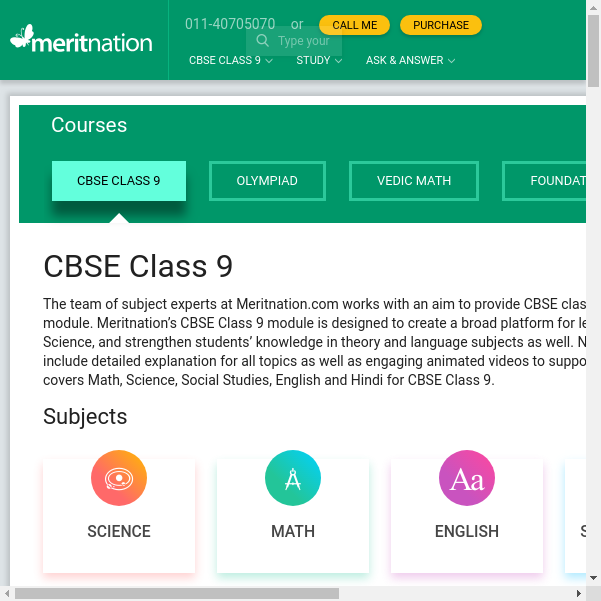 meritnation
011-40705070 or CALL ME PURCHASE
Type your
CBSE CLASS 9 STUDY ASK & ANSWER
Courses
CBSE CLASS 9 OLYMPIAD VEDIC MATH FOUNDAT
CBSE Class 9
The team of subject experts at Meritnation.com works with an aim to provide CBSE clas
module. Meritnation’s CBSE Class 9 module is designed to create a broad platform for le
Science, and strengthen students’ knowledge in theory and language subjects as well. N
include detailed explanation for all topics as well as engaging animated videos to suppo
covers Math, Science, Social Studies, English and Hindi for CBSE Class 9.
Subjects
Aa
SCIENCE MATH ENGLISH S